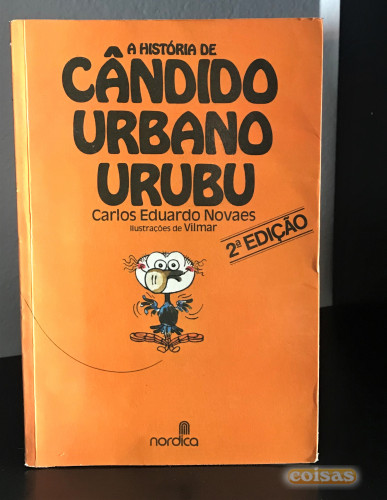 A HISTÓRIA DE
CÂNDIDO
URBANO
URUBU
Carlos Eduardo Novaes
Ilustrações de Vilmar
2ª EDIÇÃO
nordica
coisas